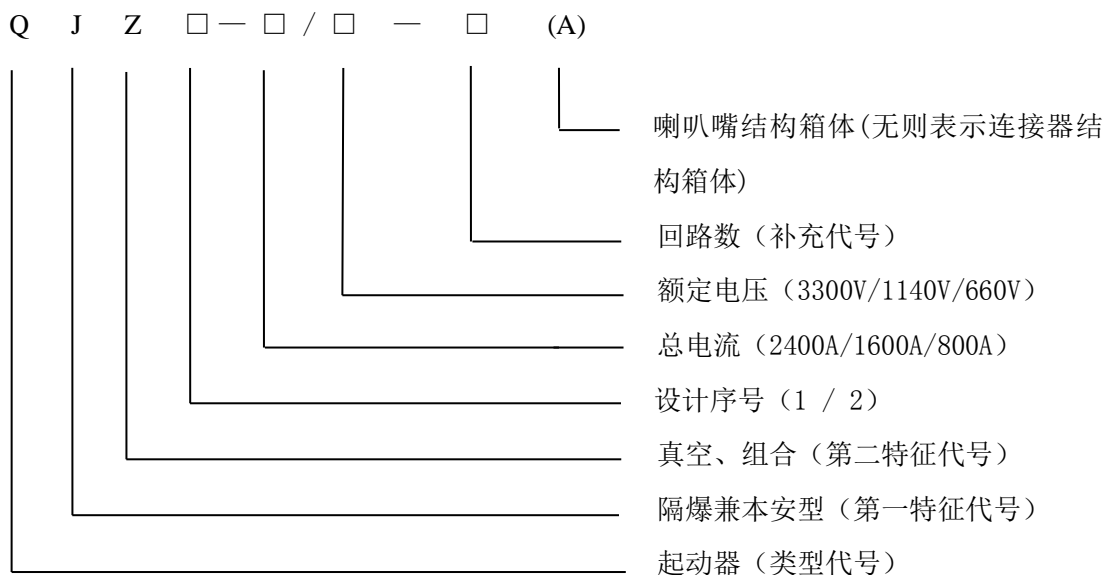 Q J Z □—□/□ — □ (A)
喇叭嘴结构箱体(无则表示连接器结
构箱体)
回路数（补充代号）
额定电压（3300V/1140V/660V）
总电流（2400A/1600A/800A）
设计序号（1 / 2）
真空、组合（第二特征代号）
隔爆兼本安型（第一特征代号）
起动器（类型代号）